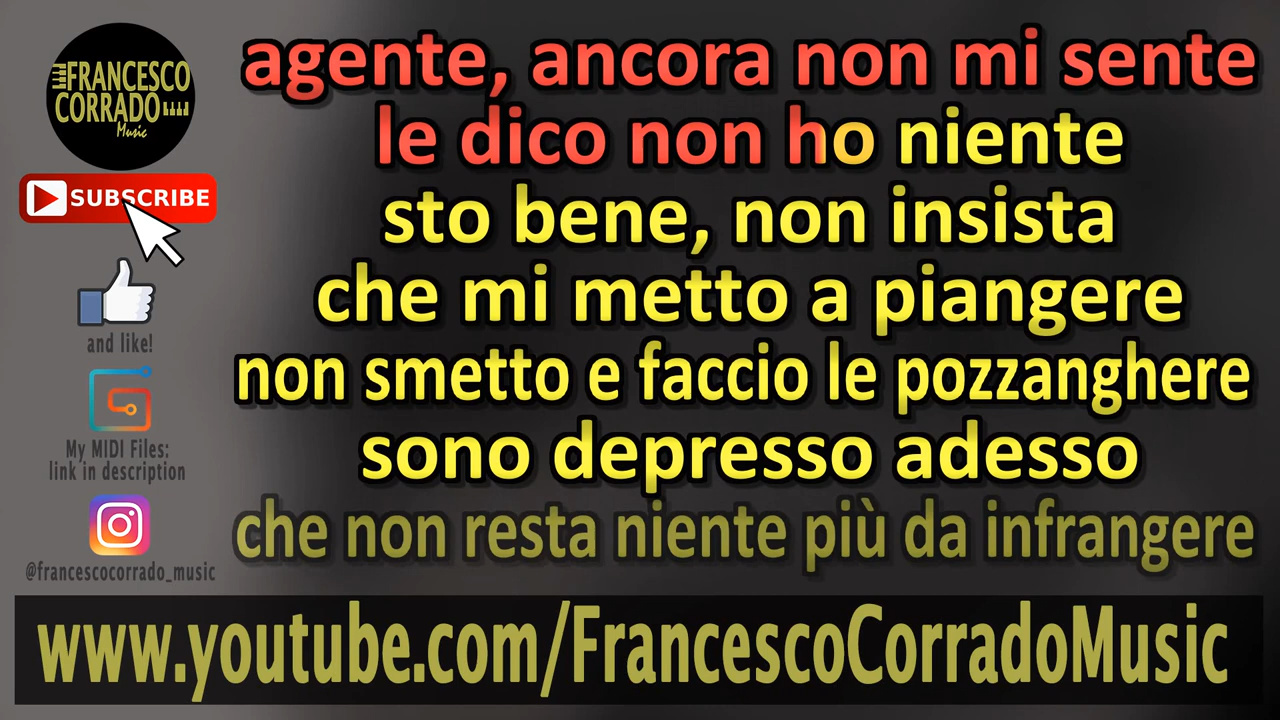 FRANCESCO
CORRADO
Music
SUBSCRIBE
and like!
My MIDI Files:
link in description
@francescocorrado_music
agente, ancora non mi sente
le dico non ho niente
sto bene, non insista
che mi metto a piangere
non smetto e faccio le pozzanghere
sono depresso adesso
che non resta niente più da infrangere
www.youtube.com/FrancescoCorradoMusic